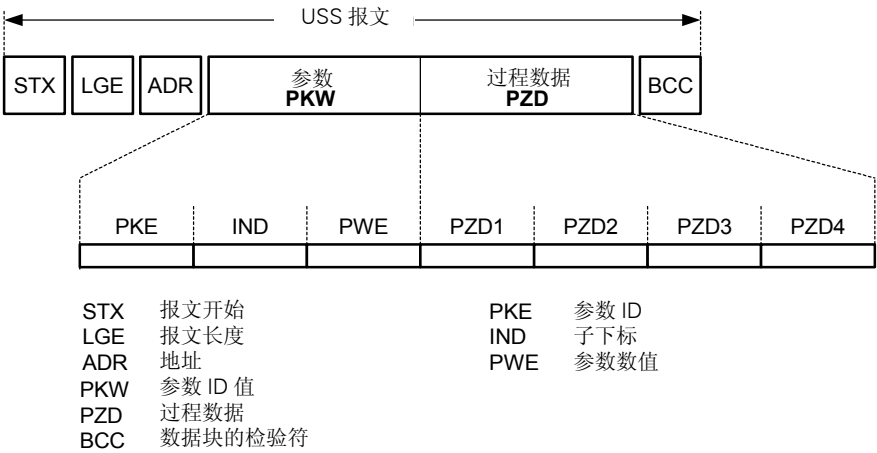 USS 报文
STX LGE ADR 参数 PKW 过程数据 PZD BCC
PKE IND PWE PZD1 PZD2 PZD3 PZD4
STX 报文开始 PKE 参数 ID
LGE 报文长度 IND 子下标
ADR 地址 PWE 参数数值
PKW 参数 ID 值
PZD 过程数据
BCC 数据块的检验符